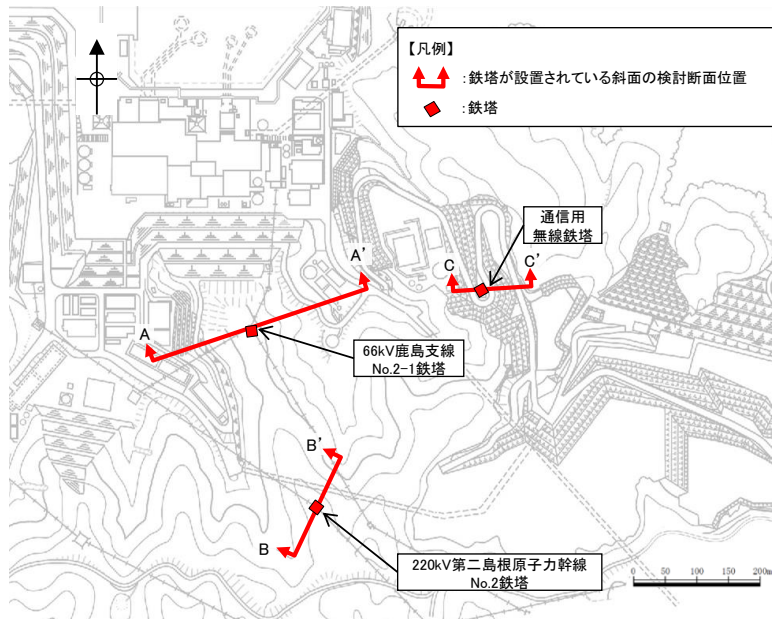 【凡例】
:鉄塔が設置されている斜面の検討断面位置
:鉄塔
通信用
無線鉄塔
A'
C
C'
A
66kV鹿島支線
No.2-1鉄塔
B'
B
220kV第二島根原子力幹線
No.2鉄塔
0 50 100 150 200m